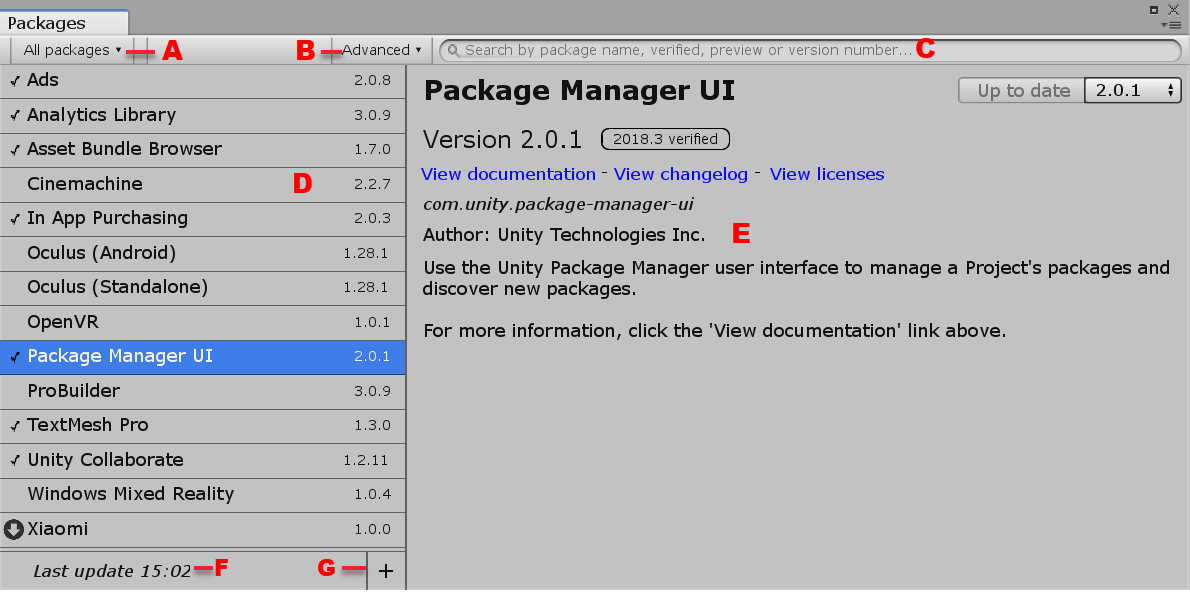 Packages
All packages A B Advanced Search by package name, verified, preview or version number... C
Ads 2.0.8
Analytics Library 3.0.9
Asset Bundle Browser 1.7.0
Cinemachine D 2.2.7
In App Purchasing 2.0.3
Oculus (Android) 1.28.1
Oculus (Standalone) 1.28.1
OpenVR 1.0.1
Package Manager UI 2.0.1
ProBuilder 3.0.9
TextMesh Pro 1.3.0
Unity Collaborate 1.2.11
Windows Mixed Reality 1.0.4
Xiaomi 1.0.0
Last update 15:02 F G +
Package Manager UI Up to date 2.0.1
Version 2.0.1 2018.3 verified
View documentation - View changelog - View licenses
com.unity.package-manager-ui
Author: Unity Technologies Inc. E
Use the Unity Package Manager user interface to manage a Project's packages and
discover new packages.
For more information, click the 'View documentation' link above.